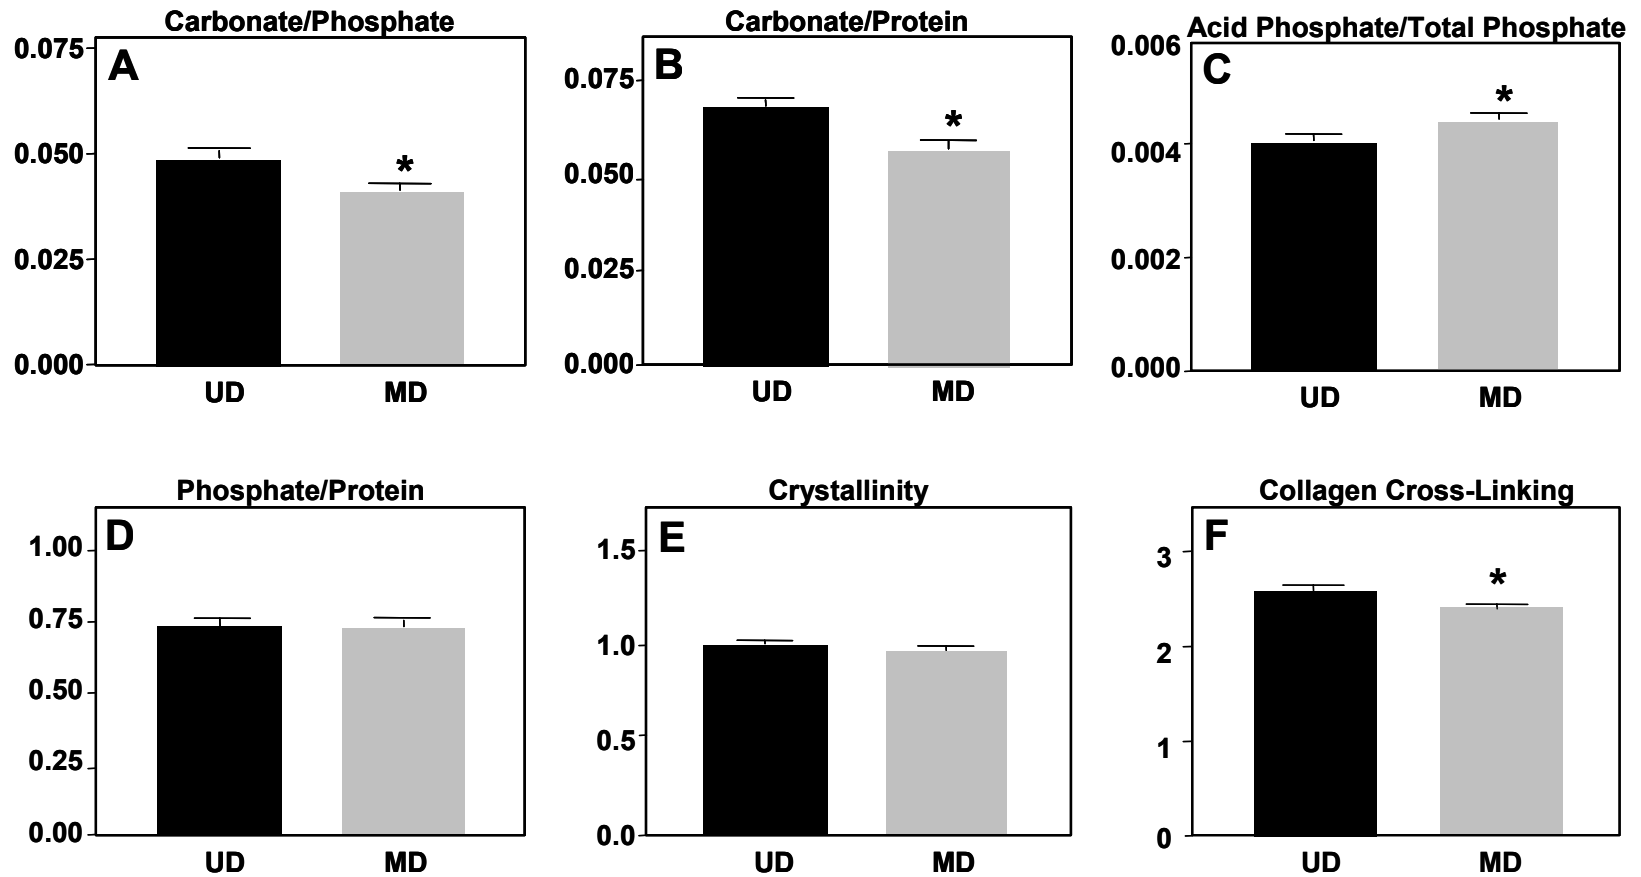 Carbonate/Phosphate
A
0.075
0.050
0.025
0.000
*
UD MD
Carbonate/Protein
B
0.075
0.050
0.025
0.000
*
UD MD
Acid Phosphate/Total Phosphate
C
0.006
0.004
0.002
0.000
*
UD MD
Phosphate/Protein
D
1.00
0.75
0.50
0.25
0.00
UD MD
Crystallinity
E
1.5
1.0
0.5
0.0
UD MD
Collagen Cross-Linking
F
3
2
1
0
*
UD MD